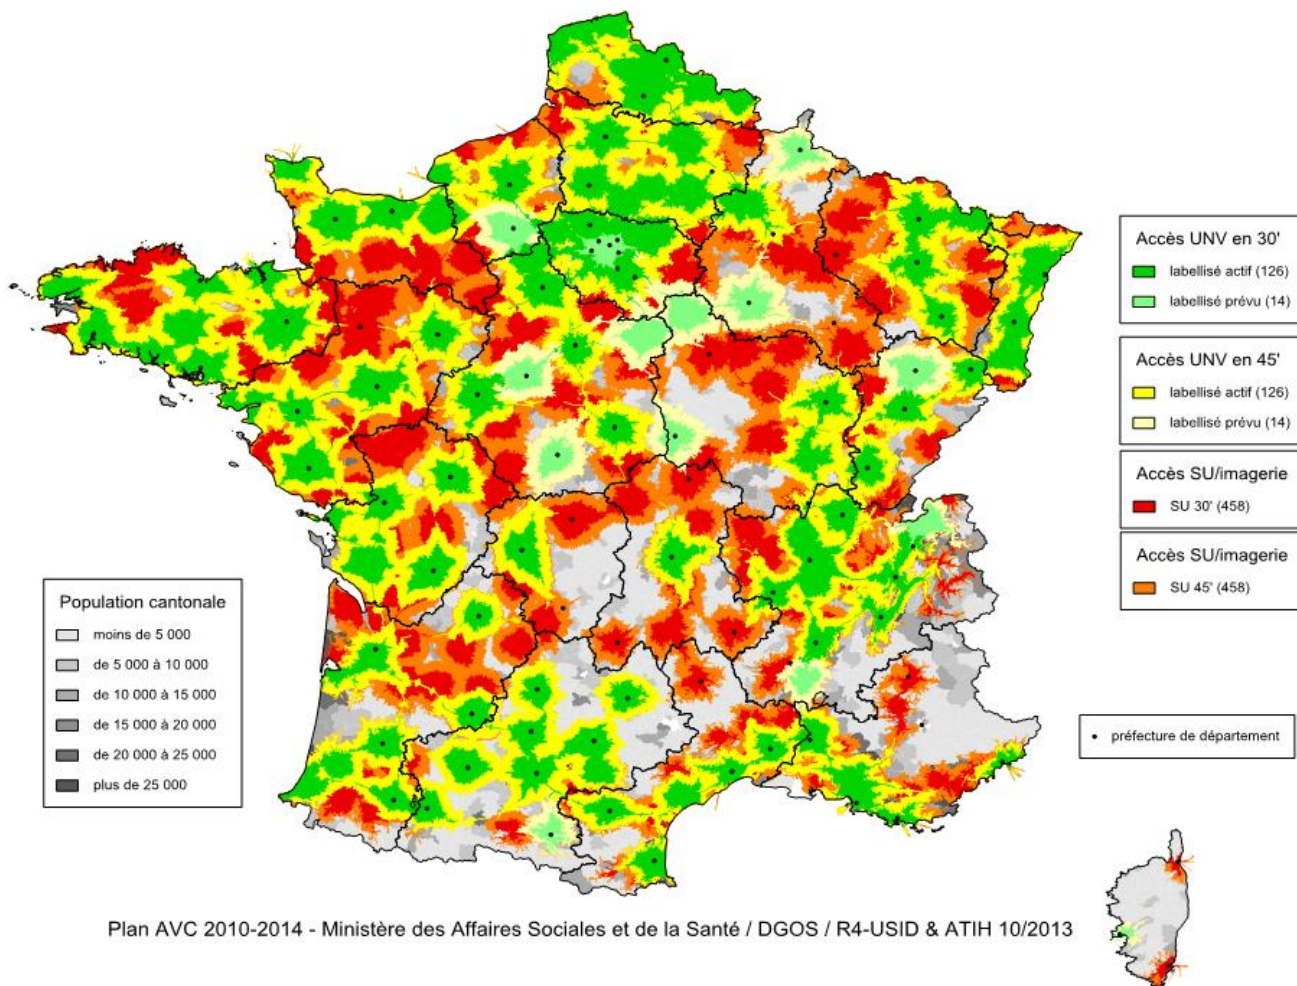 Accès UNV en 30'
labellisé actif (126)
labellisé prévu (14)
Accès UNV en 45'
labellisé actif (126)
labellisé prévu (14)
Accès SU/imagerie
SU 30' (458)
Accès SU/imagerie
SU 45' (458)
Population cantonale
moins de 5 000
de 5 000 à 10 000
de 10 000 à 15 000
de 15 000 à 20 000
de 20 000 à 25 000
plus de 25 000
préfecture de département
Plan AVC 2010-2014 - Ministère des Affaires Sociales et de la Santé / DGOS / R4-USID & ATIH 10/2013